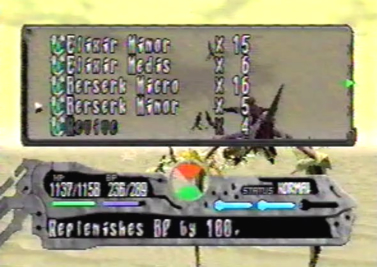 Elixir Minor X 15
Elixir Medis X 6
Berserk Micro X 16
Berserk Minor X 5
Revive X 4
HP BP
1137/1158 236/289
STATUS NORMAL
Replenishes BP by 100.